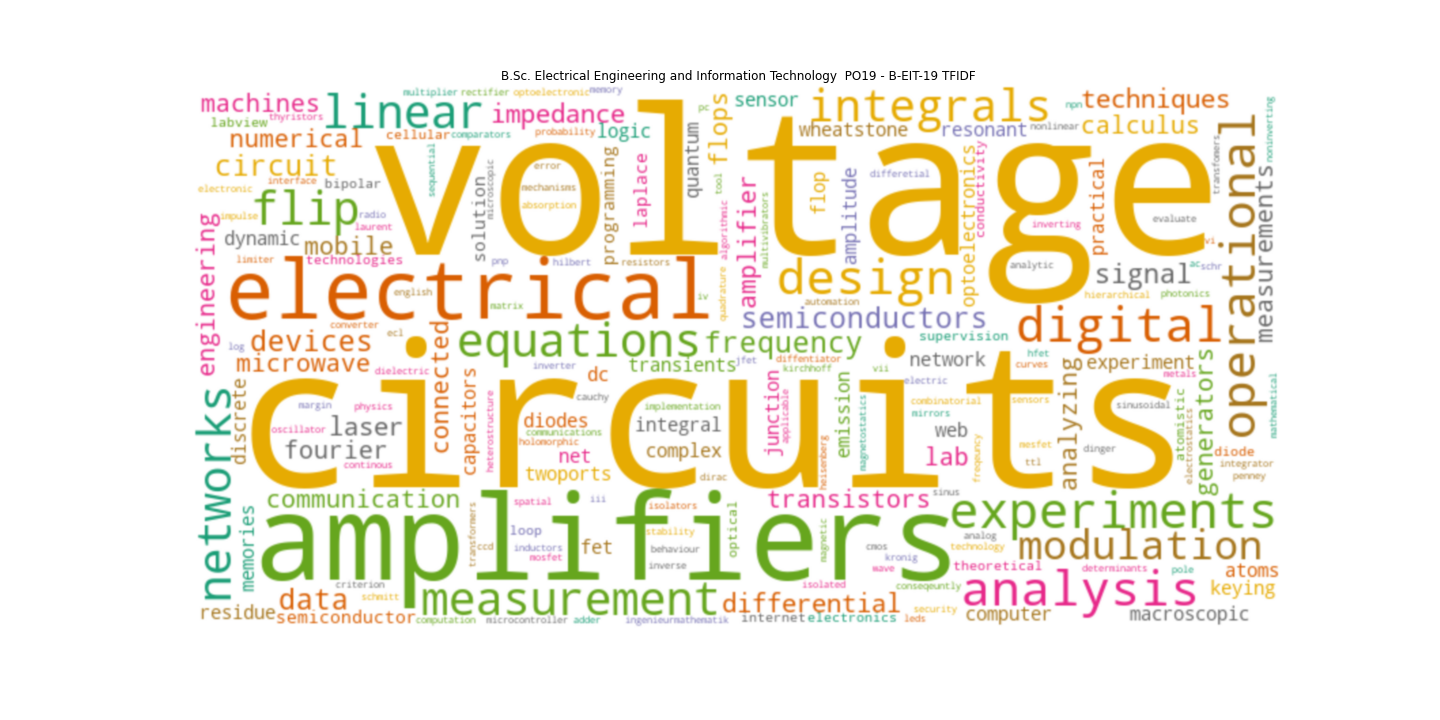 B.Sc. Electrical Engineering and Information Technology  PO19 - B-EIT-19 TFIDF
voltage
circuits
amplifiers
electrical
operational
digital
linear
integrals
flip
design
equations
experiments
measurement
analysis
modulation
networks
machines
thyristors
labview
multiplier
rectifier
optoelectronic
memory
impedance
pc
flops
sensor
npn
techniques
numerical
cellular
comparators
probability
logic
wheatstone
resonant
nonlinear
calculus
noninverting
circuit
interface
bipolar
electronic
impulse
radio
laurent
sequential
microscopic
solution
error
mechanisms
absorption
programming
laplace
quantum
tool
algorithmic
amplifier
multivibrators
flop
amplitude
differetial
optoelectronics
conductivity
inverting
practical
evaluate
transfomers
measurements
engineering
dynamic
mobile
limiter
technologies
pnp
hilbert
resistors
english
matrix
iv
quadrature
automation
analytic
signal
vi
ac
schr
hierarchical
photonics
semiconductors
supervision
converter
ecl
devices
log
microwave
dielectric
connected
frequency
transients
jfet
diffentiator
kirchhoff
vii
network
hfet
curves
experiment
metals
inverter
dc
electric
discrete
margin
physics
oscillator
laser
fourier
continous
capacitors
heterostructure
diodes
communications
holomorphic
net
twoports
cauchy
implementation
integral
complex
dirac
junction
applicable
heisenberg
emission
magnetostatics
combinatorial
mirrors
web
lab
freqeuncy
sensors
mesfet
ttl
analyzing
dinger
sinusoidal
atomistic
electrostatics
generators
diode
integrator
penney
mathematical
communication
memories
spatial
iii
isolators
transistors
sinus
transformers
ccd
loop
inductors
mosfet
fet
stability
behaviour
inverse
optical
magnetic
cmos
kronig
wave
analog
technology
theoretical
determinants
pole
atoms
criterion
schmitt
isolated
conseqeuntly
keying
residue
data
semiconductor
computation
microcontroller
adder
ingenieurmathematik
differential
internet
electronics
leds
security
computer
macroscopic